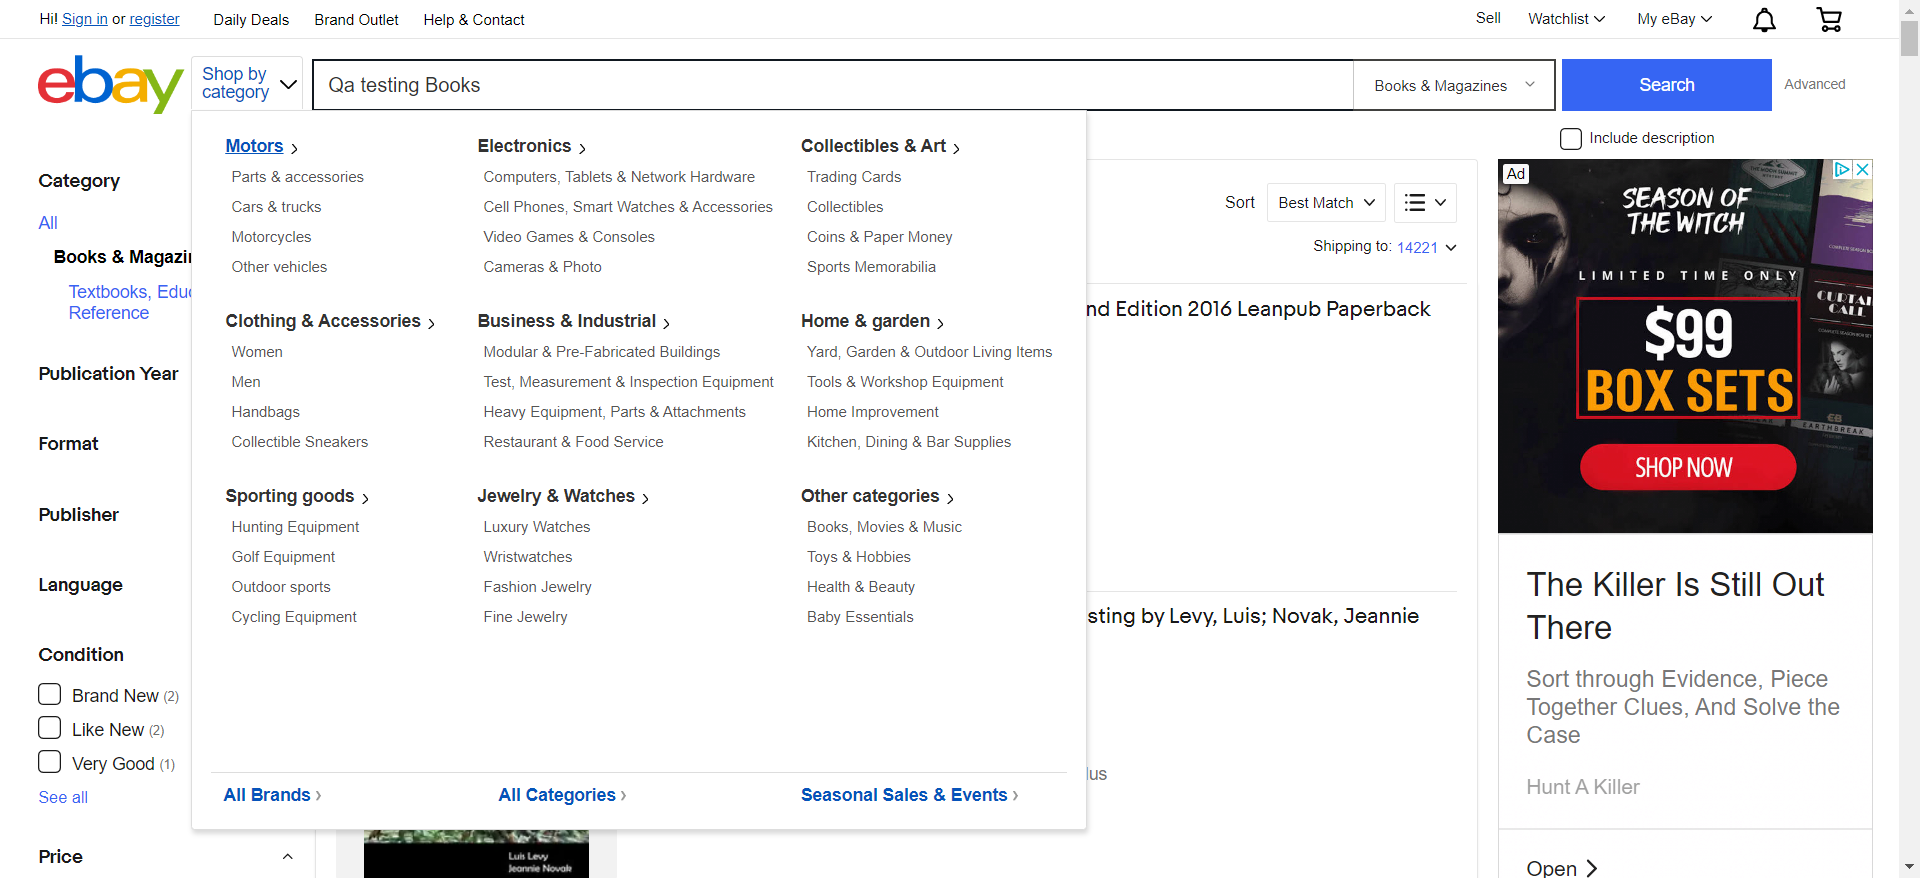 Hi! Sign in or register Daily Deals Brand Outlet Help & Contact Sell Watchlist My eBay
ebay Shop by category Qa testing Books Books & Magazines Search Advanced
Include description
Category
All
Books & Magazin
Textbooks, Edu
Reference
Publication Year
Format
Publisher
Language
Condition
Brand New (2)
Like New (2)
Very Good (1)
See all
Price
Motors
Parts & accessories
Cars & trucks
Motorcycles
Other vehicles
Clothing & Accessories
Women
Men
Handbags
Collectible Sneakers
Sporting goods
Hunting Equipment
Golf Equipment
Outdoor sports
Cycling Equipment
Electronics
Computers, Tablets & Network Hardware
Cell Phones, Smart Watches & Accessories
Video Games & Consoles
Cameras & Photo
Business & Industrial
Modular & Pre-Fabricated Buildings
Test, Measurement & Inspection Equipment
Heavy Equipment, Parts & Attachments
Restaurant & Food Service
Jewelry & Watches
Luxury Watches
Wristwatches
Fashion Jewelry
Fine Jewelry
Collectibles & Art
Trading Cards
Collectibles
Coins & Paper Money
Sports Memorabilia
Home & garden
Yard, Garden & Outdoor Living Items
Tools & Workshop Equipment
Home Improvement
Kitchen, Dining & Bar Supplies
Other categories
Books, Movies & Music
Toys & Hobbies
Health & Beauty
Baby Essentials
All Brands All Categories Seasonal Sales & Events
Sort Best Match
Shipping to: 14221
nd Edition 2016 Leanpub Paperback
sting by Levy, Luis; Novak, Jeannie
lus
Luis Levy
Jeannie Novak
Ad
SEASON OF
THE WITCH
LIMITED TIME ONLY
$99
BOX SETS
SHOP NOW
CURTAIN
CALL
EARTHBREAK
The Killer Is Still Out
There
Sort through Evidence, Piece
Together Clues, And Solve the
Case
Hunt A Killer
Open